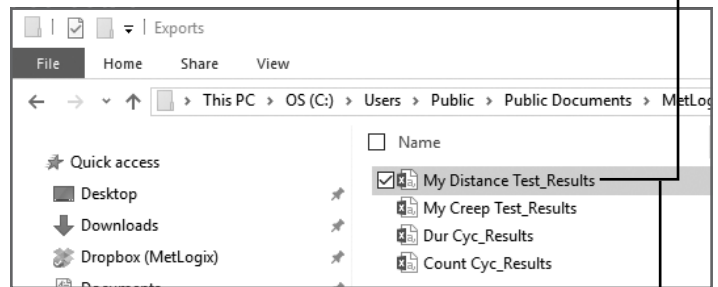 Exports
File Home Share View
This PC > OS (C:) > Users > Public > Public Documents >
Name
Quick access
My Distance Test_Results
Desktop
My Creep Test_Results
Downloads
Dur Cyc_Results
Dropbox (MetLogix)
Count Cyc_Results